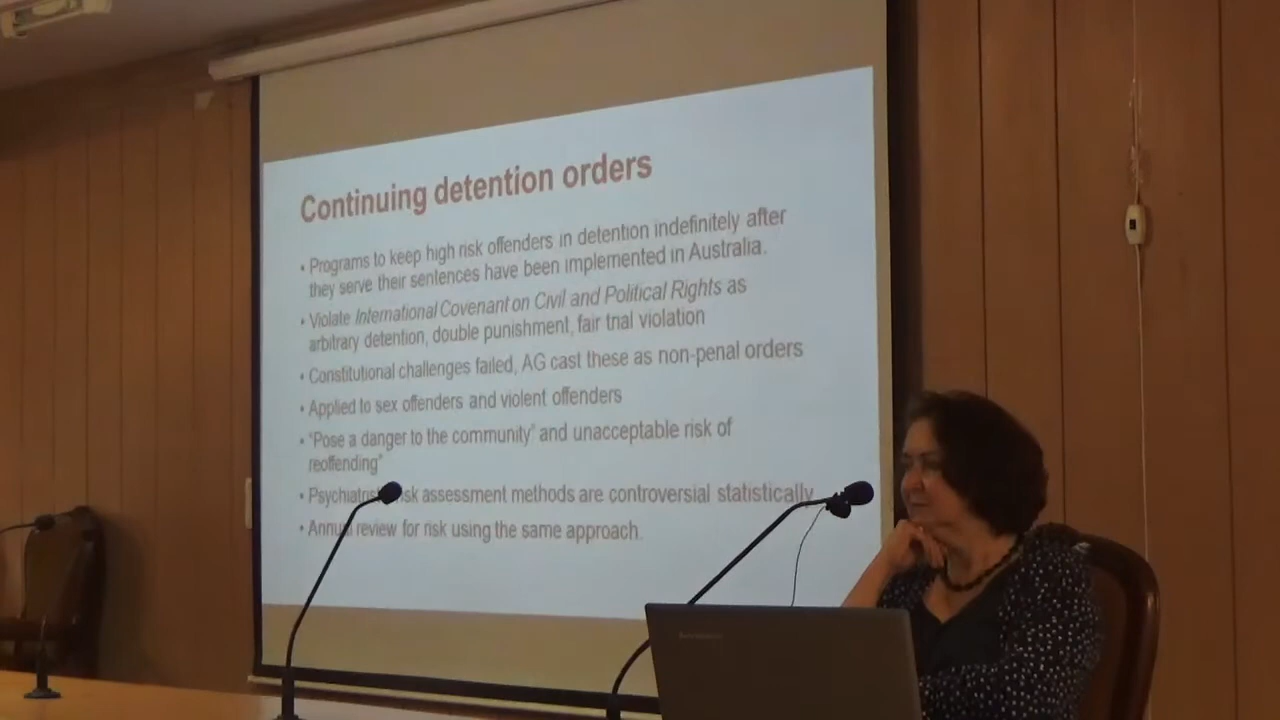 Continuing detention orders
• Programs to keep high risk offenders in detention indefinitely after
they serve their sentences have been implemented in Australia.
• Violate International Covenant on Civil and Political Rights as
arbitrary detention, double punishment, fair trial violation
• Constitutional challenges failed, AG cast these as non-penal orders
• Applied to sex offenders and violent offenders
• "Pose a danger to the community" and unacceptable risk of
reoffending"
• assessment methods are controversial statistically
• Annual review for risk using the same approach.